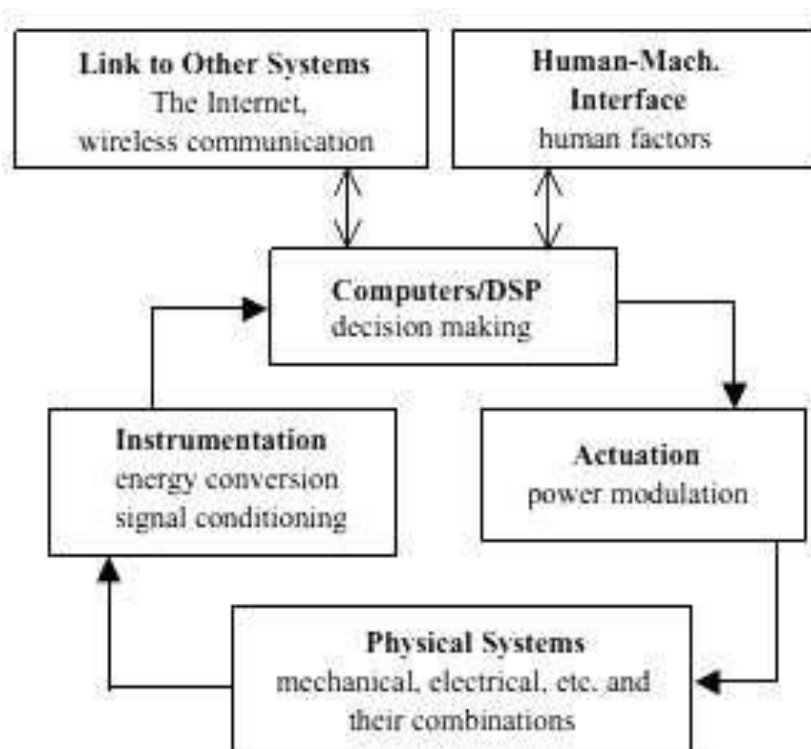 Link to Other Systems
The Internet,
wireless communication
Human-Mach.
Interface
human factors
Computers/DSP
decision making
Instrumentation
energy conversion
signal conditioning
Actuation
power modulation
Physical Systems
mechanical, electrical, etc. and
their combinations